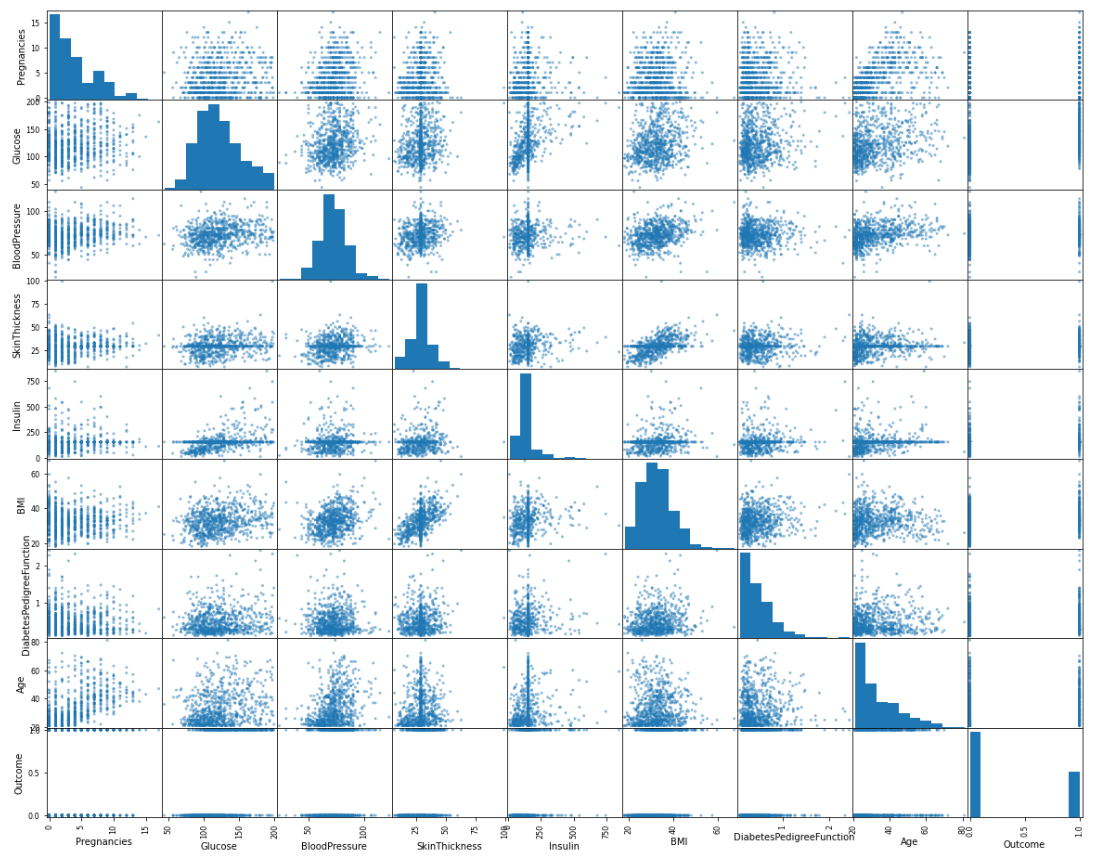 Pregnancies
15
10
5
0
Glucose
200
150
100
50
BloodPressure
100
50
SkinThickness
100
75
50
25
Insulin
750
500
250
0
BMI
60
40
20
DiabetesPedigreeFunction
2
1
Age
80
60
40
20
Outcome
1.0
0.5
0.0
0 5 10 15 50 100 150 200 50 100 25 50 75 100 0 250 500 750 20 40 60 1 2 20 40 60 80 0.0 0.5 1.0
Pregnancies Glucose BloodPressure SkinThickness Insulin BMI DiabetesPedigreeFunction Age Outcome